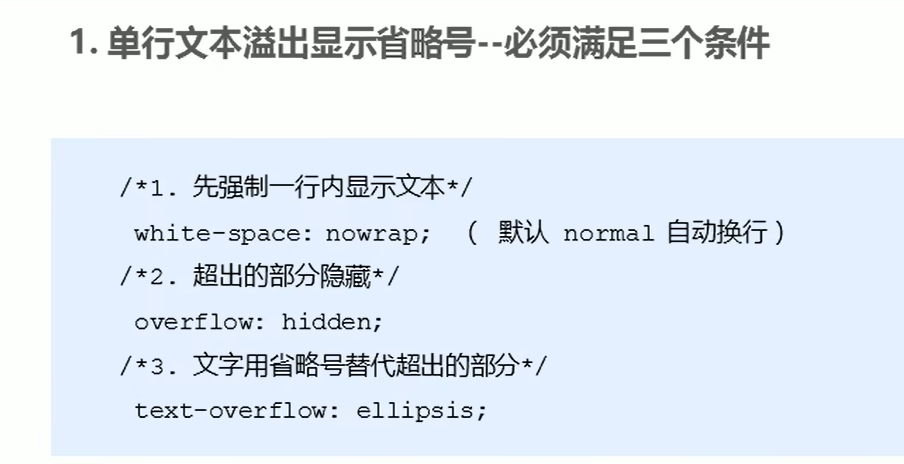 1. 单行文本溢出显示省略号--必须满足三个条件
/*1. 先强制一行内显示文本*/
white-space: nowrap; （ 默认 normal 自动换行）
/*2. 超出的部分隐藏*/
overflow: hidden;
/*3. 文字用省略号替代超出的部分*/
text-overflow: ellipsis;